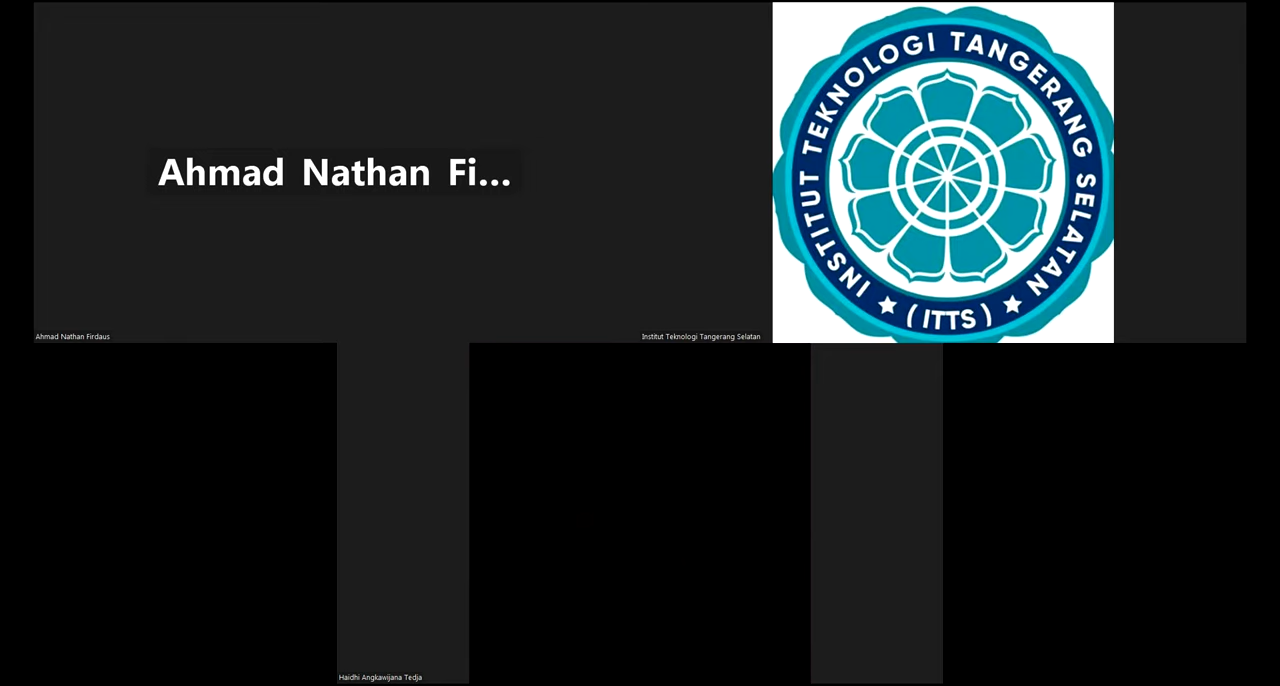 Ahmad Nathan Fi...
Ahmad Nathan Firdaus
INSTITUT TEKNOLOGI TANGERANG SELATAN
( ITTS )
Institut Teknologi Tangerang Selatan
Haidhi Angkawijana Tedja